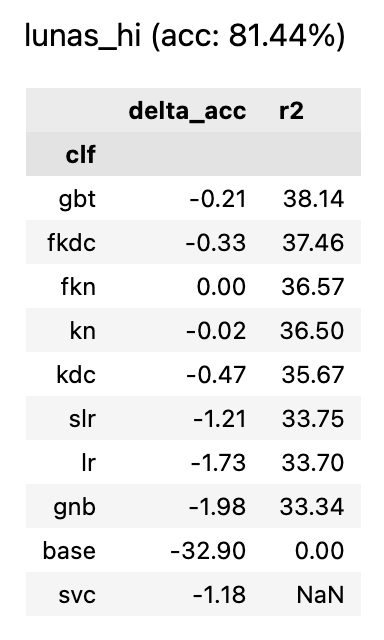 lunas_hi (acc: 81.44%)
delta_acc r2
clf
gbt -0.21 38.14
fkdc -0.33 37.46
fkn 0.00 36.57
kn -0.02 36.50
kdc -0.47 35.67
slr -1.21 33.75
lr -1.73 33.70
gnb -1.98 33.34
base -32.90 0.00
svc -1.18 NaN